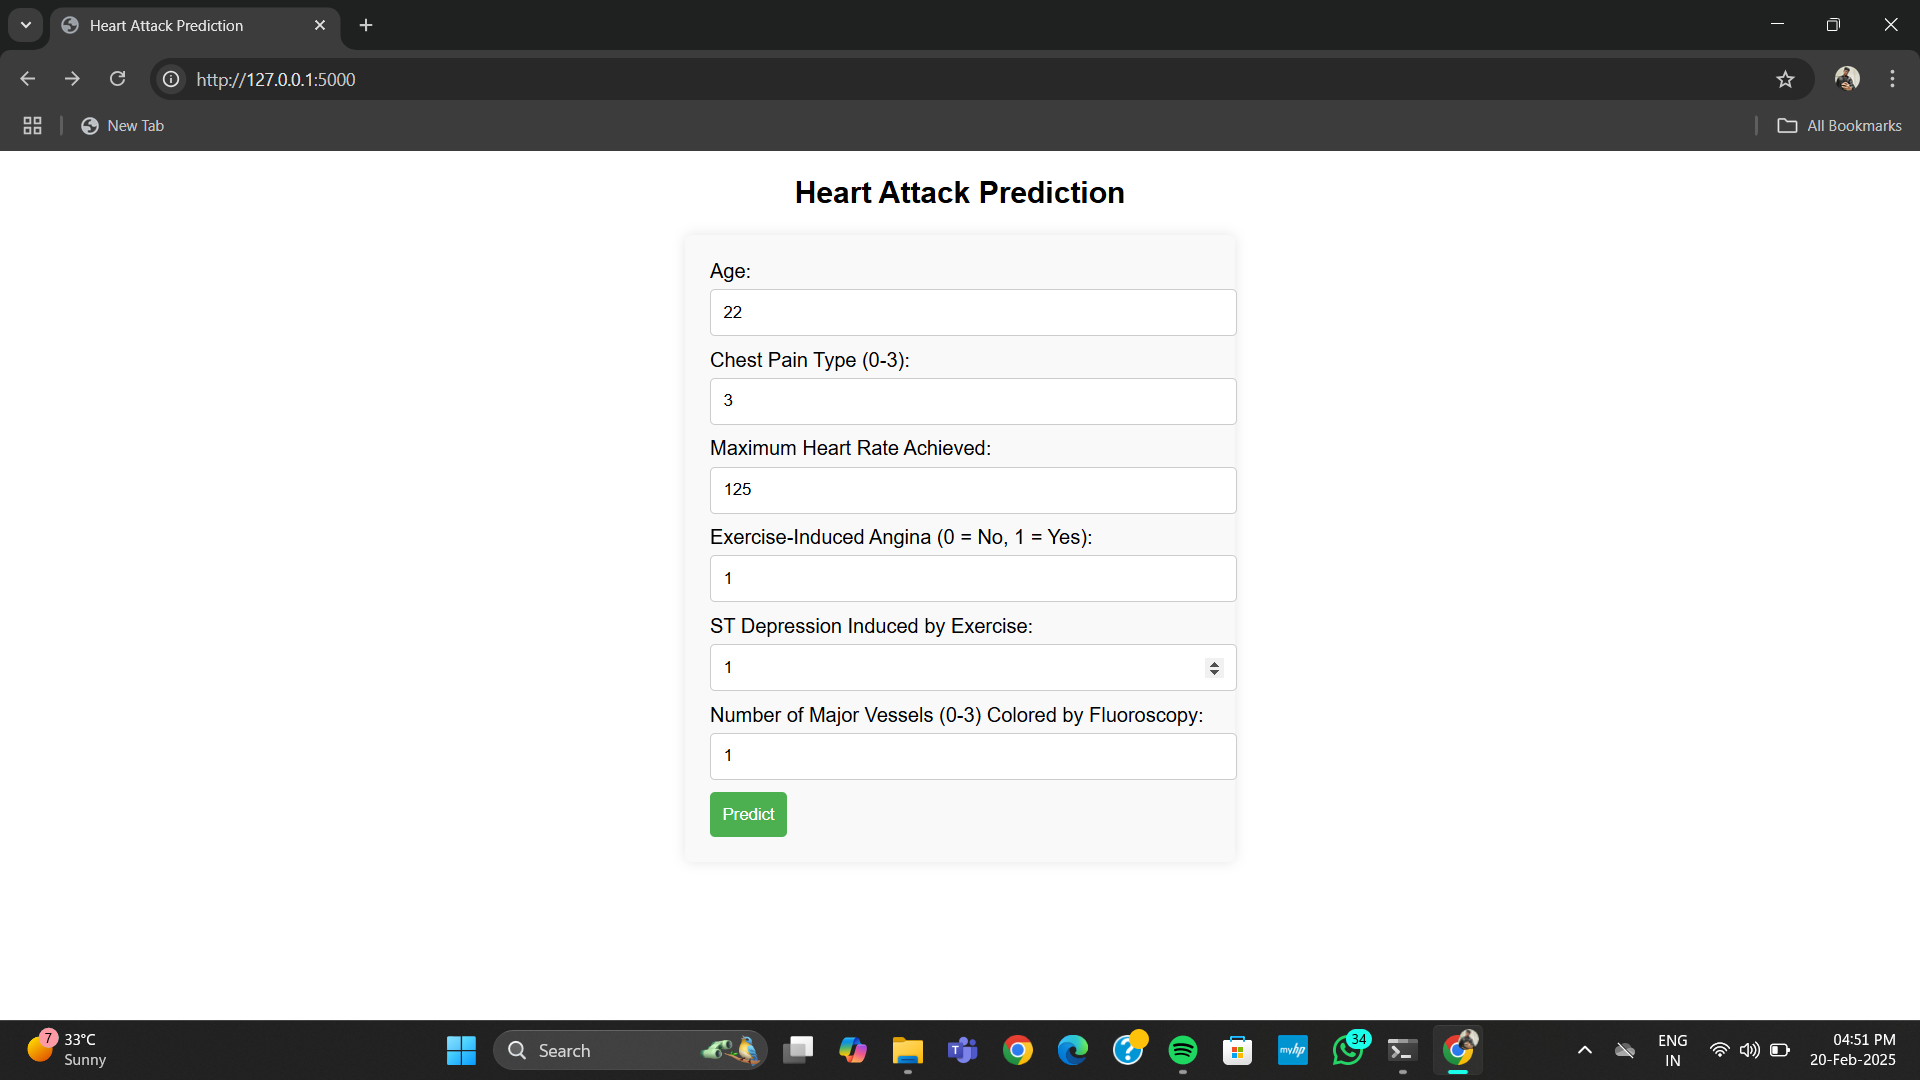 Heart Attack Prediction
http://127.0.0.1:5000
New Tab
All Bookmarks
Heart Attack Prediction
Age:
22
Chest Pain Type (0-3):
3
Maximum Heart Rate Achieved:
125
Exercise-Induced Angina (0 = No, 1 = Yes):
1
ST Depression Induced by Exercise:
1
Number of Major Vessels (0-3) Colored by Fluoroscopy:
1
Predict
7
33°C
Sunny
Search
myhp
34
ENG
IN
04:51 PM
20-Feb-2025